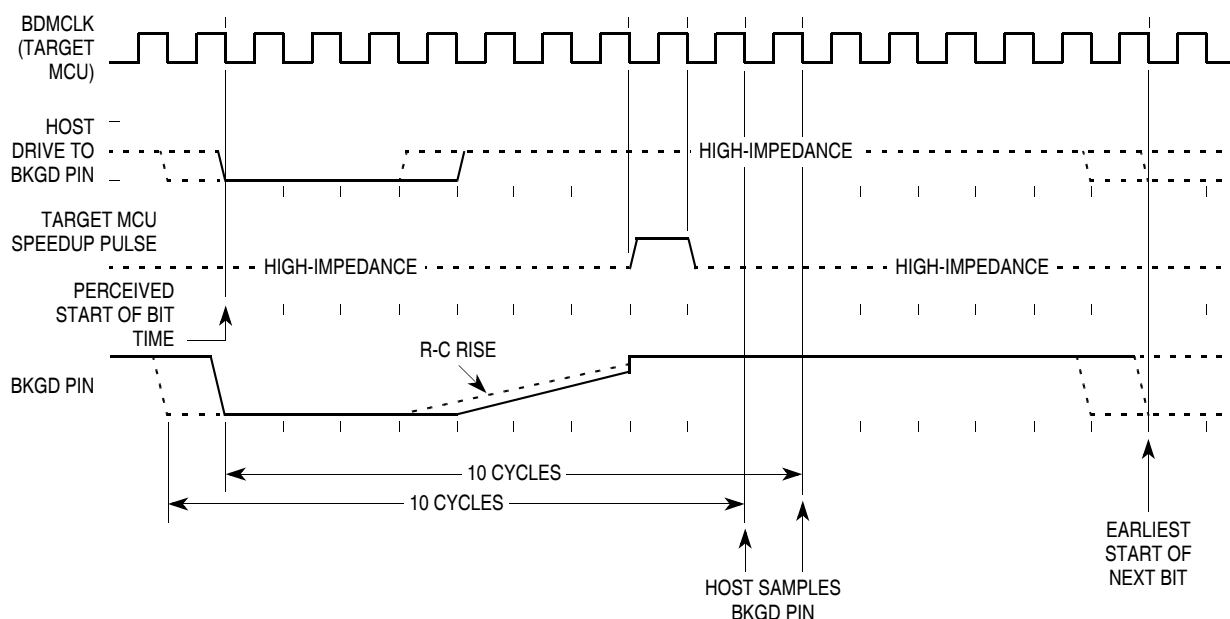 BDMCLK
(TARGET
MCU)
HOST
DRIVE TO
BKGD PIN
HIGH-IMPEDANCE
TARGET MCU
SPEEDUP PULSE
HIGH-IMPEDANCE
HIGH-IMPEDANCE
PERCEIVED
START OF BIT
TIME
R-C RISE
BKGD PIN
10 CYCLES
10 CYCLES
HOST SAMPLES
BKGD PIN
EARLIEST
START OF
NEXT BIT